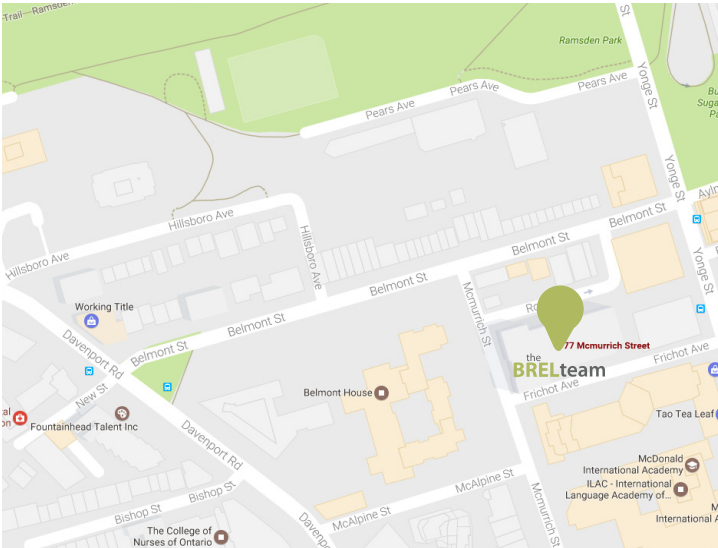 Trail
Ramsden
Ramsden Park
St
Yonge St
Pears Ave
Pears Ave
Pears Ave
Yonge St
Hillsboro Ave
Hillsboro Ave
Hillsboro Ave
Belmont St
Belmont St
Belmont St
Belmont St
Belmont St
Yonge St
Working Title
Mcmurrich St
77 Mcmurrich Street
the
BRELteam
Davenport Rd
Frichot Ave
Frichot Ave
New St
Belmont House
Fountainhead Talent Inc
Tao Tea Leaf
Davenport Rd
McDonald
International Academy
ILAC - International
Language Academy of...
McAlpine St
McAlpine St
Mcmurrich St
Bishop St
Bishop St
International A
The College of
Nurses of Ontario